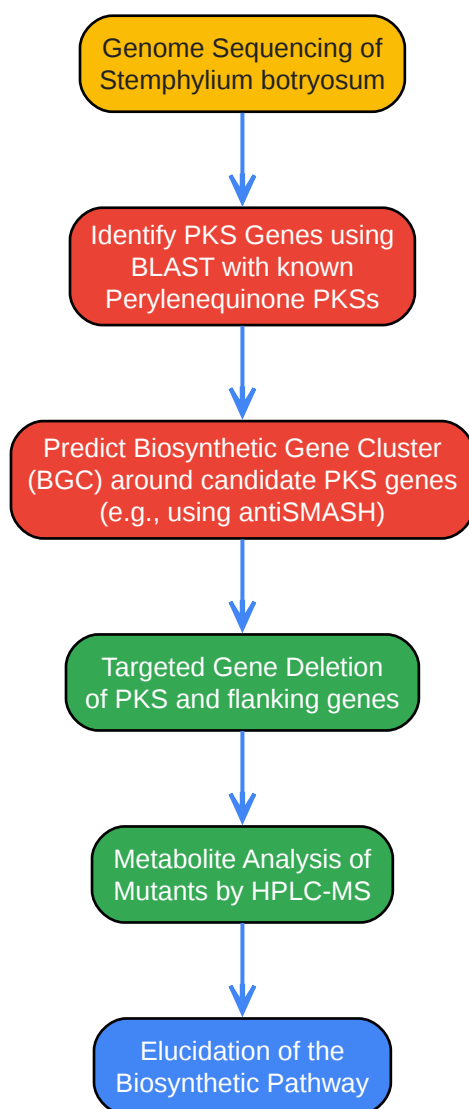 Genome Sequencing of
Stemphylium botryosum
Identify PKS Genes using
BLAST with known
Perylenequinone PKSs
Predict Biosynthetic Gene Cluster
(BGC) around candidate PKS genes
(e.g., using antiSMASH)
Targeted Gene Deletion
of PKS and flanking genes
Metabolite Analysis of
Mutants by HPLC-MS
Elucidation of the
Biosynthetic Pathway